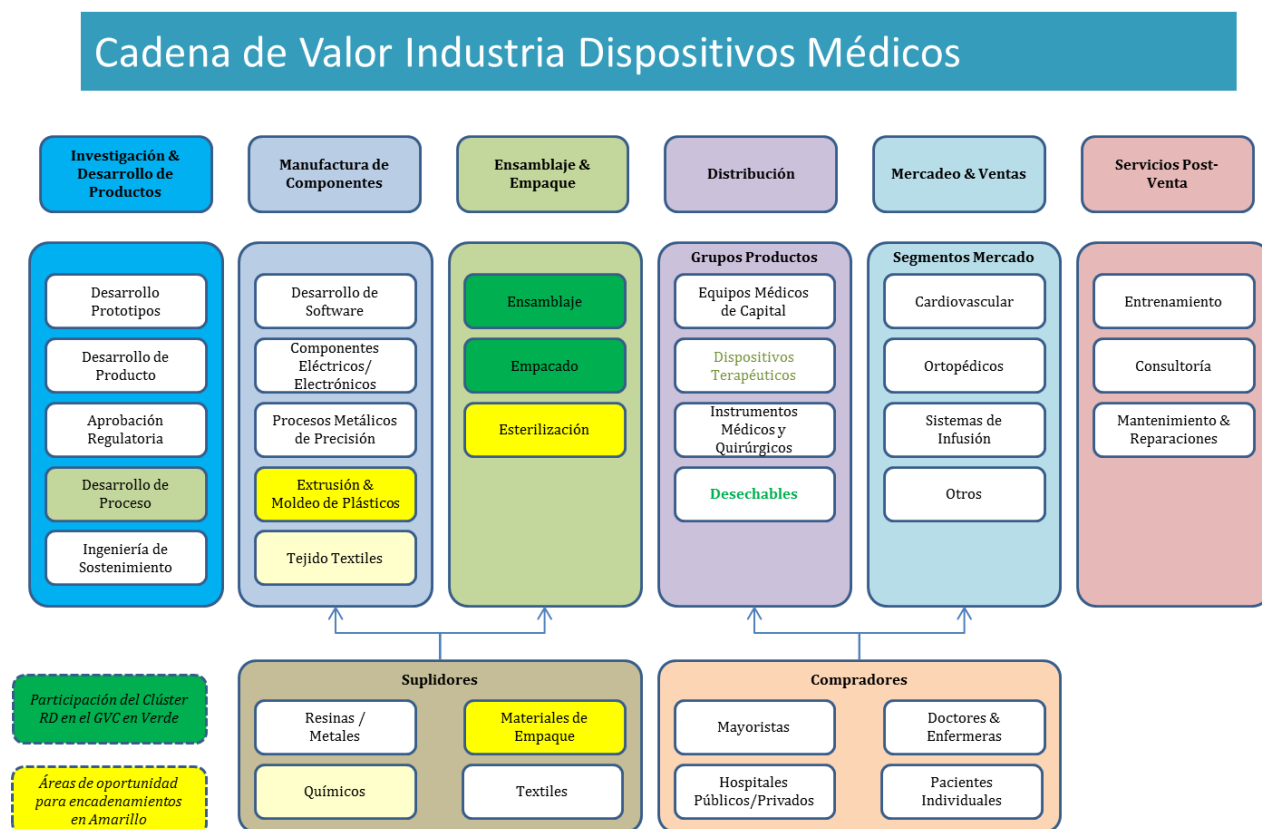 Cadena de Valor Industria Dispositivos Médicos
Investigación &
Desarrollo de
Productos
Manufactura de
Componentes
Ensamblaje &
Empaque
Distribución
Mercadeo & Ventas
Servicios Post-
Venta
Desarrollo
Prototipos
Desarrollo de
Producto
Aprobación
Regulatoria
Desarrollo de
Proceso
Ingeniería de
Sostenimiento
Desarrollo de
Software
Componentes
Eléctricos/
Electrónicos
Procesos Metálicos
de Precisión
Extrusión &
Moldeo de Plásticos
Tejido Textiles
Ensamblaje
Empacado
Esterilización
Grupos Productos
Equipos Médicos
de Capital
Dispositivos
Terapéuticos
Instrumentos
Médicos y
Quirúrgicos
Desechables
Segmentos Mercado
Cardiovascular
Ortopédicos
Sistemas de
Infusión
Otros
Entrenamiento
Consultoría
Mantenimiento &
Reparaciones
Participación del Clúster
RD en el GVC en Verde
Áreas de oportunidad
para encadenamientos
en Amarillo
Suplidores
Resinas /
Metales
Materiales de
Empaque
Químicos
Textiles
Compradores
Mayoristas
Doctores &
Enfermeras
Hospitales
Públicos/Privados
Pacientes
Individuales